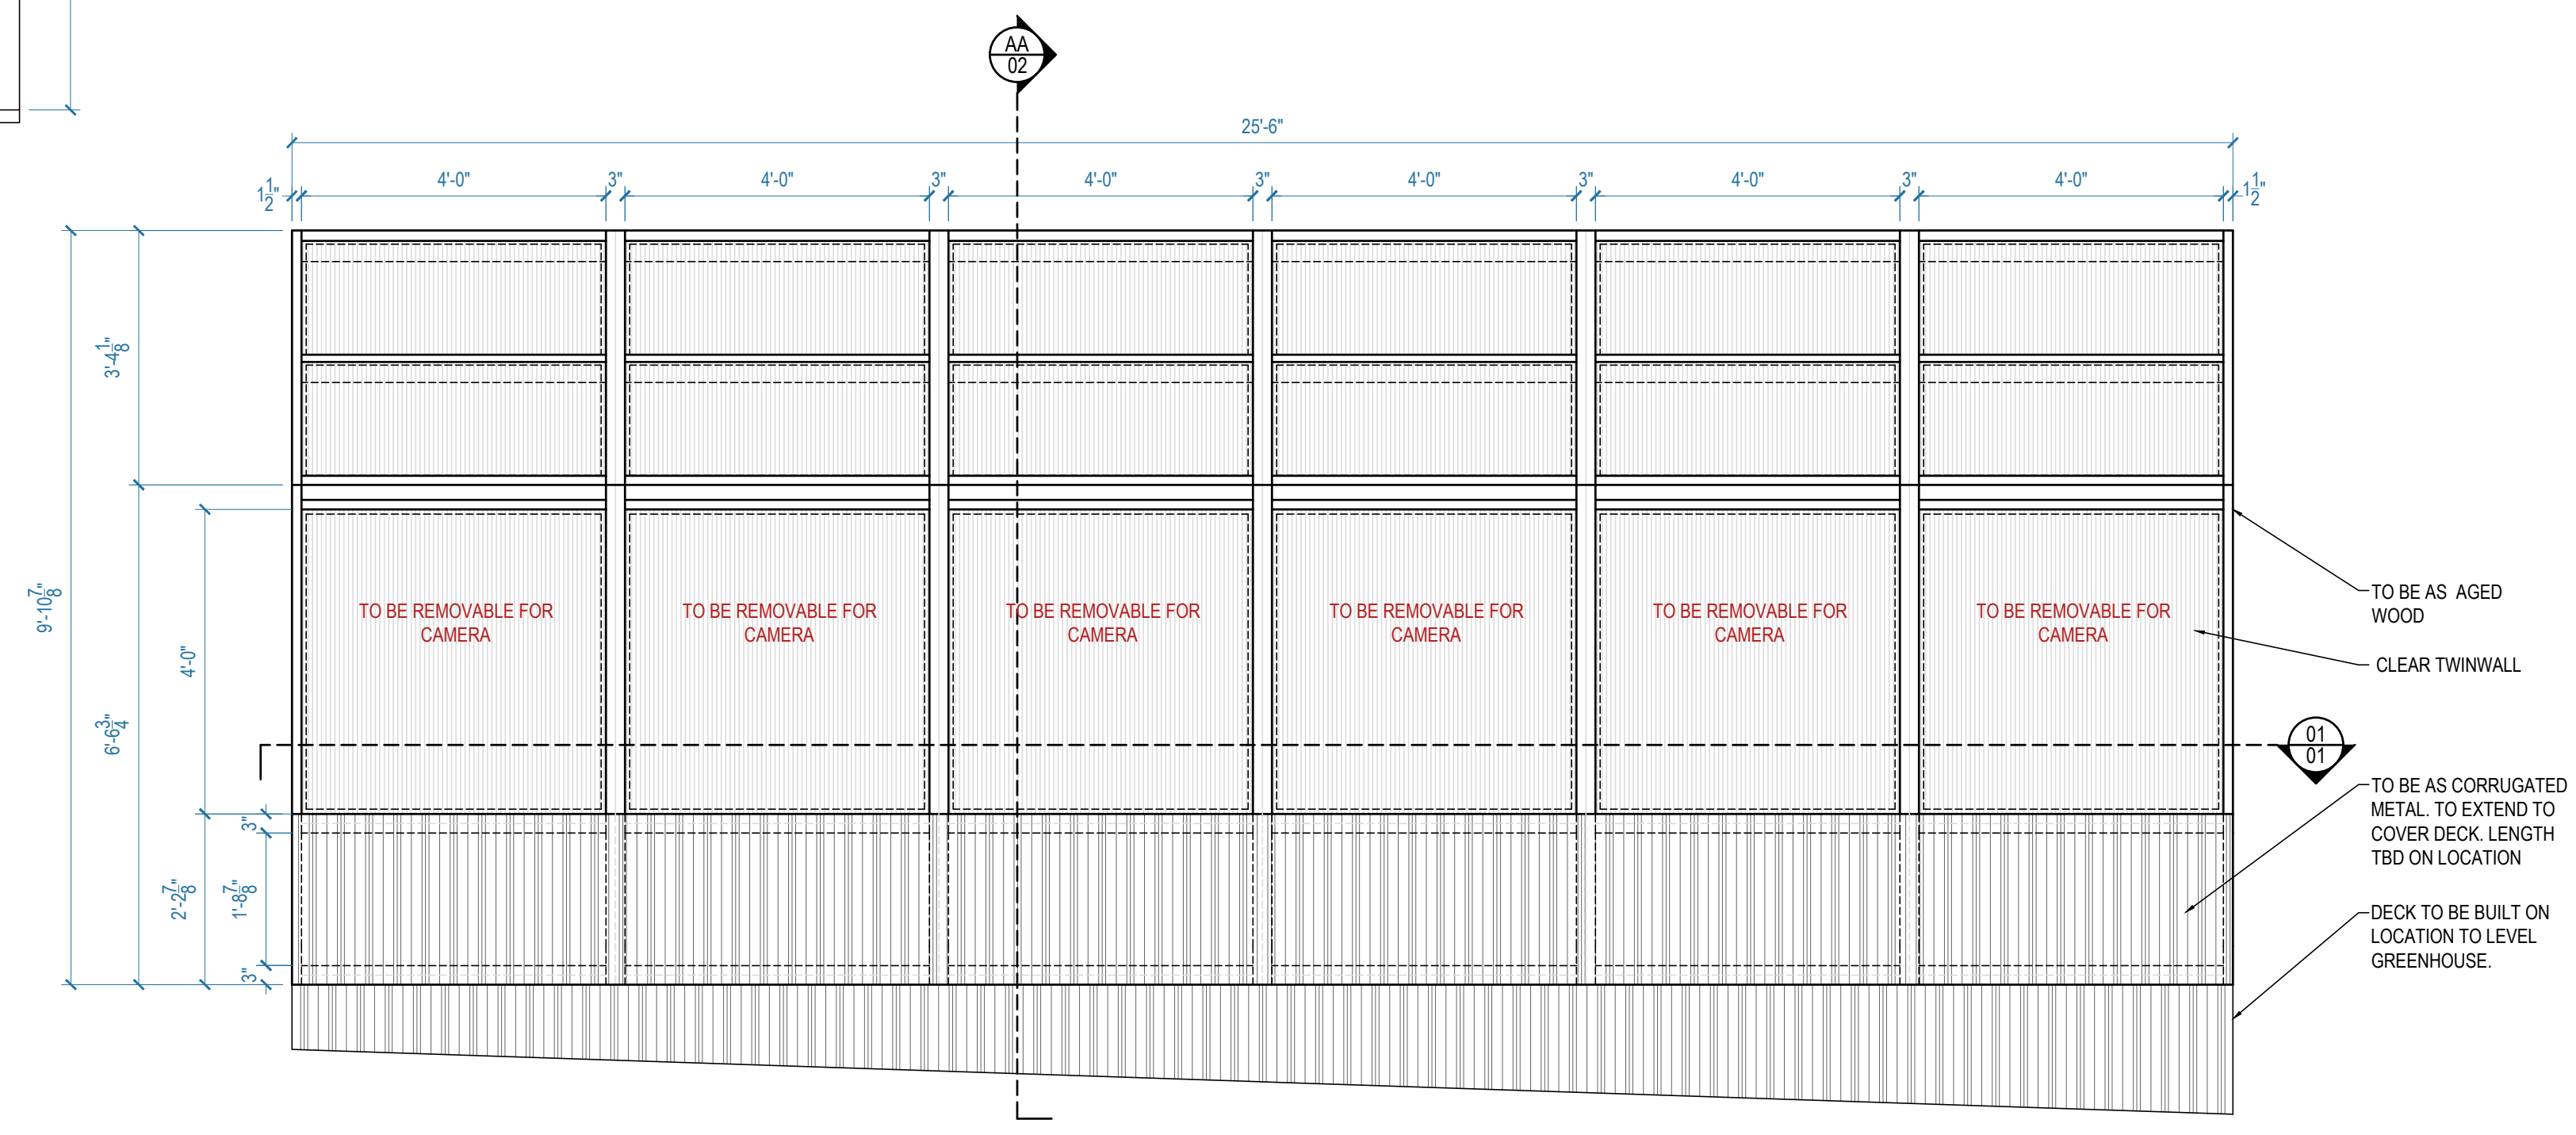 AA
02
25'-6"
1 1/2" 4'-0" 3" 4'-0" 3" 4'-0" 3" 4'-0" 3" 4'-0" 3" 4'-0" 1 1/2"
3'-4 1/8"
9'-10 7/8"
6'-6 3/4"
4'-0"
3"
2'-2 7/8"
1'-8 7/8"
3"
TO BE REMOVABLE FOR
CAMERA
TO BE REMOVABLE FOR
CAMERA
TO BE REMOVABLE FOR
CAMERA
TO BE REMOVABLE FOR
CAMERA
TO BE REMOVABLE FOR
CAMERA
TO BE REMOVABLE FOR
CAMERA
TO BE AS AGED
WOOD
CLEAR TWINWALL
01
01
TO BE AS CORRUGATED
METAL. TO EXTEND TO
COVER DECK. LENGTH
TBD ON LOCATION
DECK TO BE BUILT ON
LOCATION TO LEVEL
GREENHOUSE.